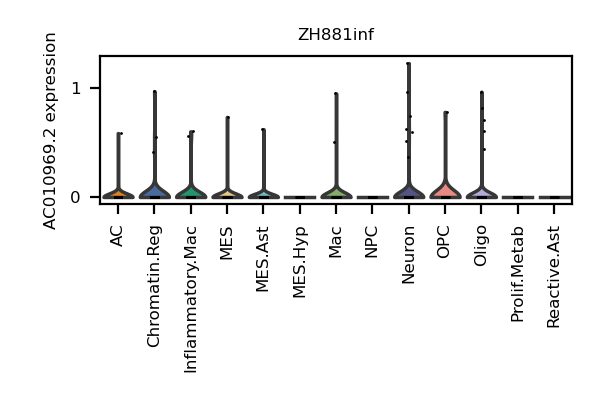 ZH881inf
AC010969.2 expression
1
0
AC
Chromatin.Reg
Inflammatory.Mac
MES
MES.Ast
MES.Hyp
Mac
NPC
Neuron
OPC
Oligo
Prolif.Metab
Reactive.Ast